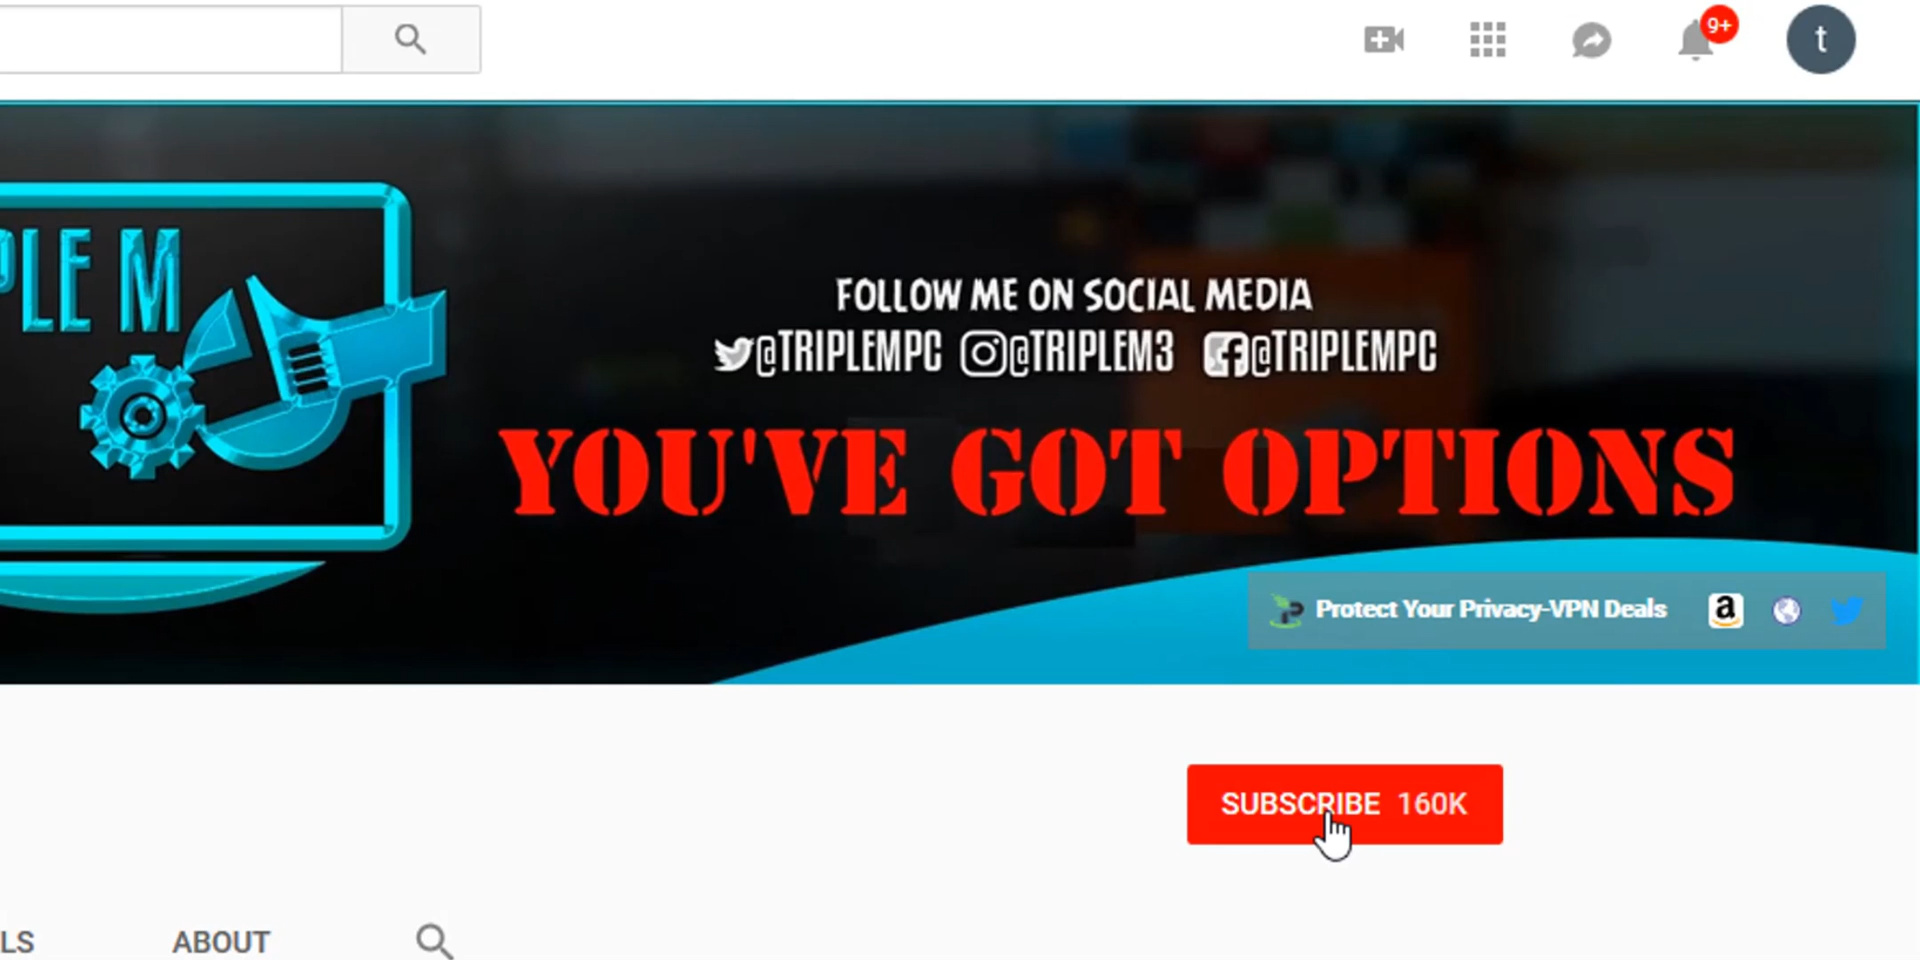 9+
t
PLE M
FOLLOW ME ON SOCIAL MEDIA
@TRIPLEMPC @TRIPLEM3 @TRIPLEMPC
YOU'VE GOT OPTIONS
Protect Your Privacy-VPN Deals
SUBSCRIBE 160K
LS ABOUT